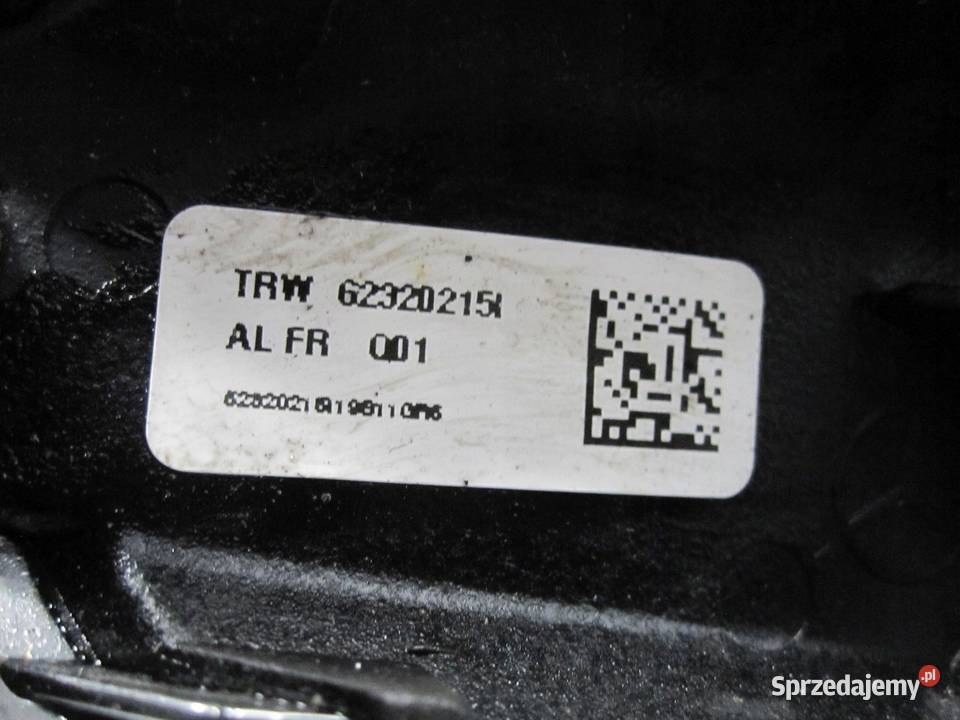 TRW 62320215
AL FR 001
Sprzedajemy.pl